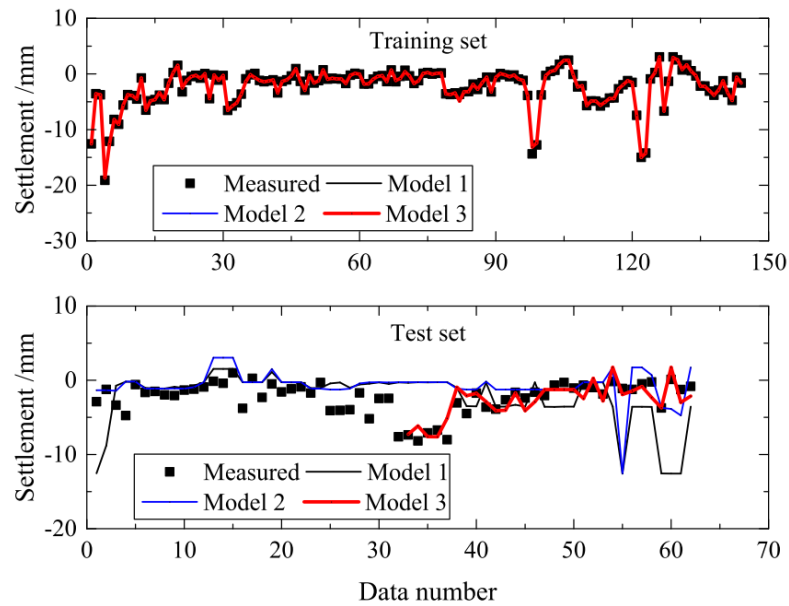 10
0
-10
-20
-30
Settlement /mm
Training set
Measured
Model 1
Model 2
Model 3
0 30 60 90 120 150
10
0
-10
-20
Settlement /mm
Test set
Measured
Model 1
Model 2
Model 3
0 10 20 30 40 50 60 70
Data number